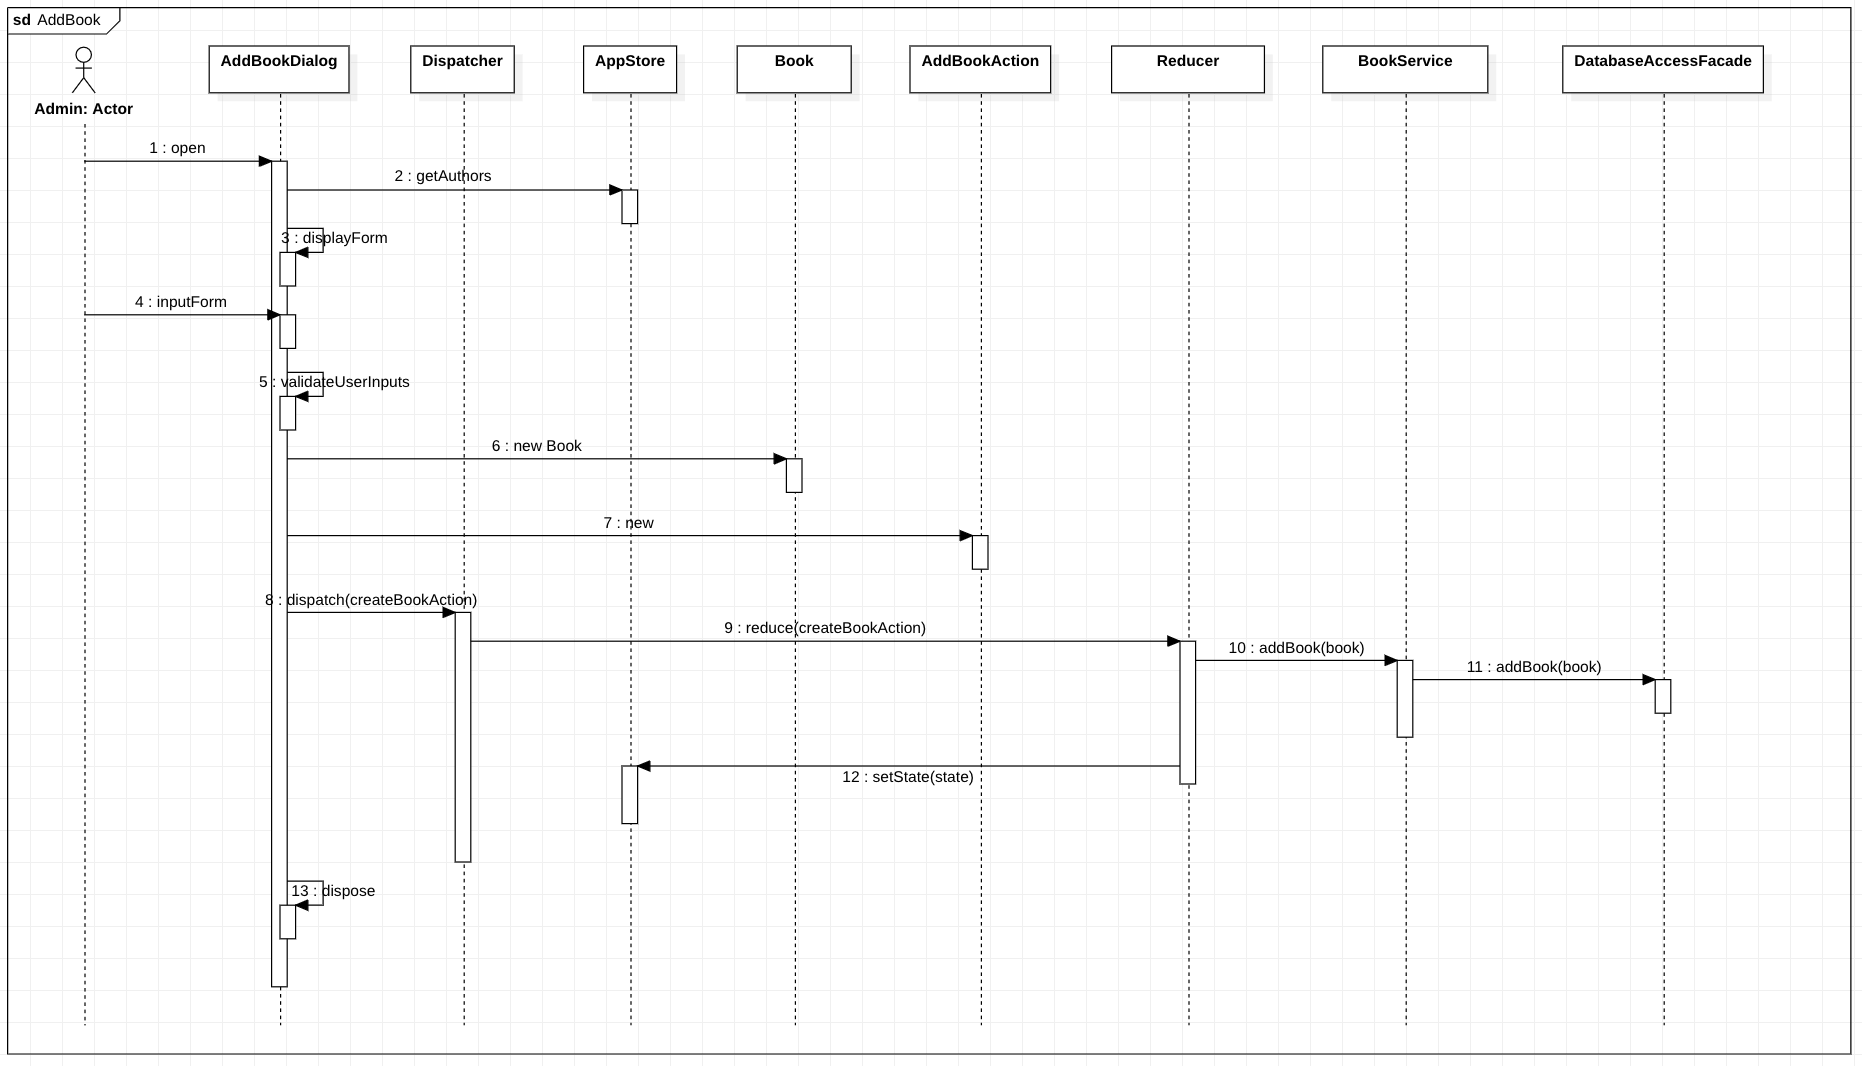 sd AddBook
Admin: Actor
AddBookDialog
Dispatcher
AppStore
Book
AddBookAction
Reducer
BookService
DatabaseAccessFacade
1 : open
2 : getAuthors
3 : displayForm
4 : inputForm
5 : validateUserInputs
6 : new Book
7 : new
8 : dispatch(createBookAction)
9 : reduce(createBookAction)
10 : addBook(book)
11 : addBook(book)
12 : setState(state)
13 : dispose